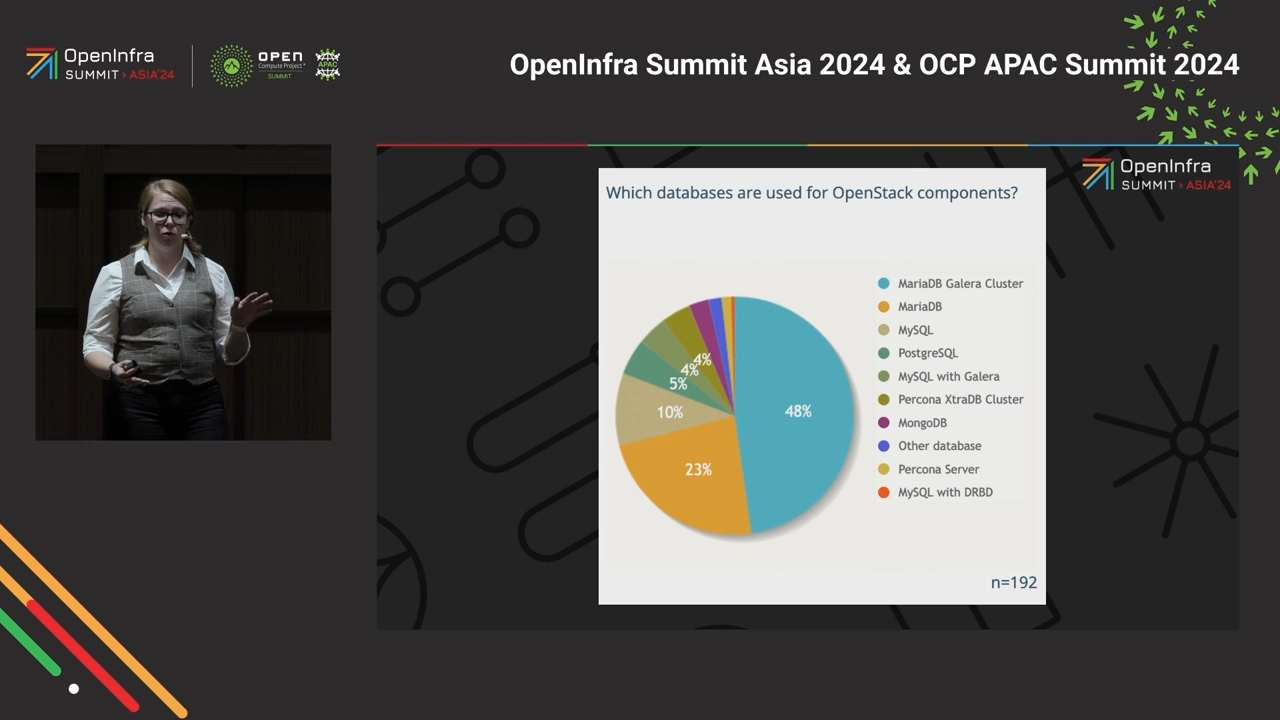 OpenInfra
SUMMIT > ASIA'24
OPEN
Compute Project®
SUMMIT
APAC
OpenInfra Summit Asia 2024 & OCP APAC Summit 2024
OpenInfra
SUMMIT > ASIA'24
Which databases are used for OpenStack components?
48%
23%
10%
5%
4%
4%
MariaDB Galera Cluster
MariaDB
MySQL
PostgreSQL
MySQL with Galera
Percona XtraDB Cluster
MongoDB
Other database
Percona Server
MySQL with DRBD
n=192